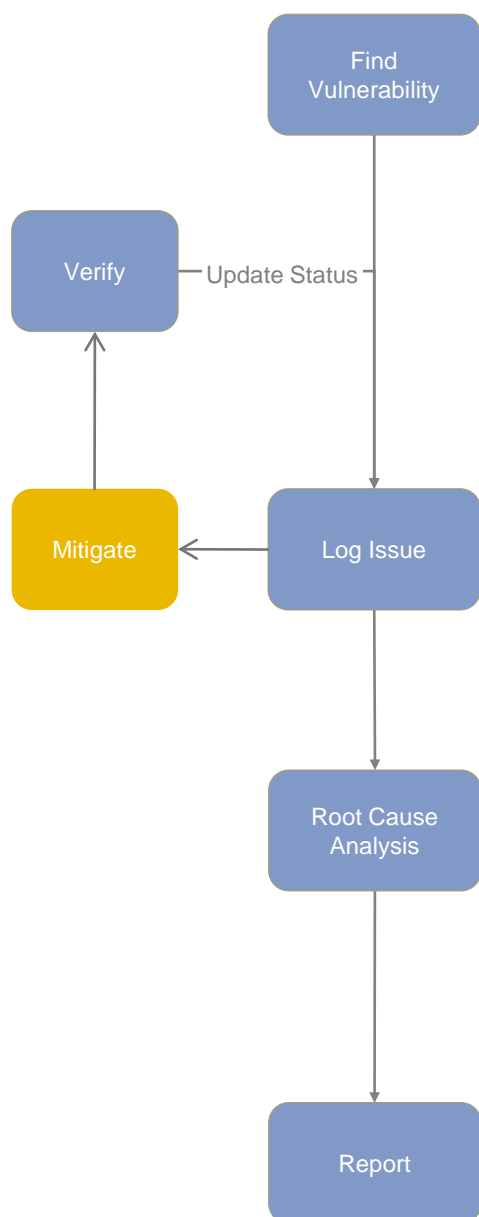 Find
Vulnerability
Verify
Update Status
Mitigate
Log Issue
Root Cause
Analysis
Report